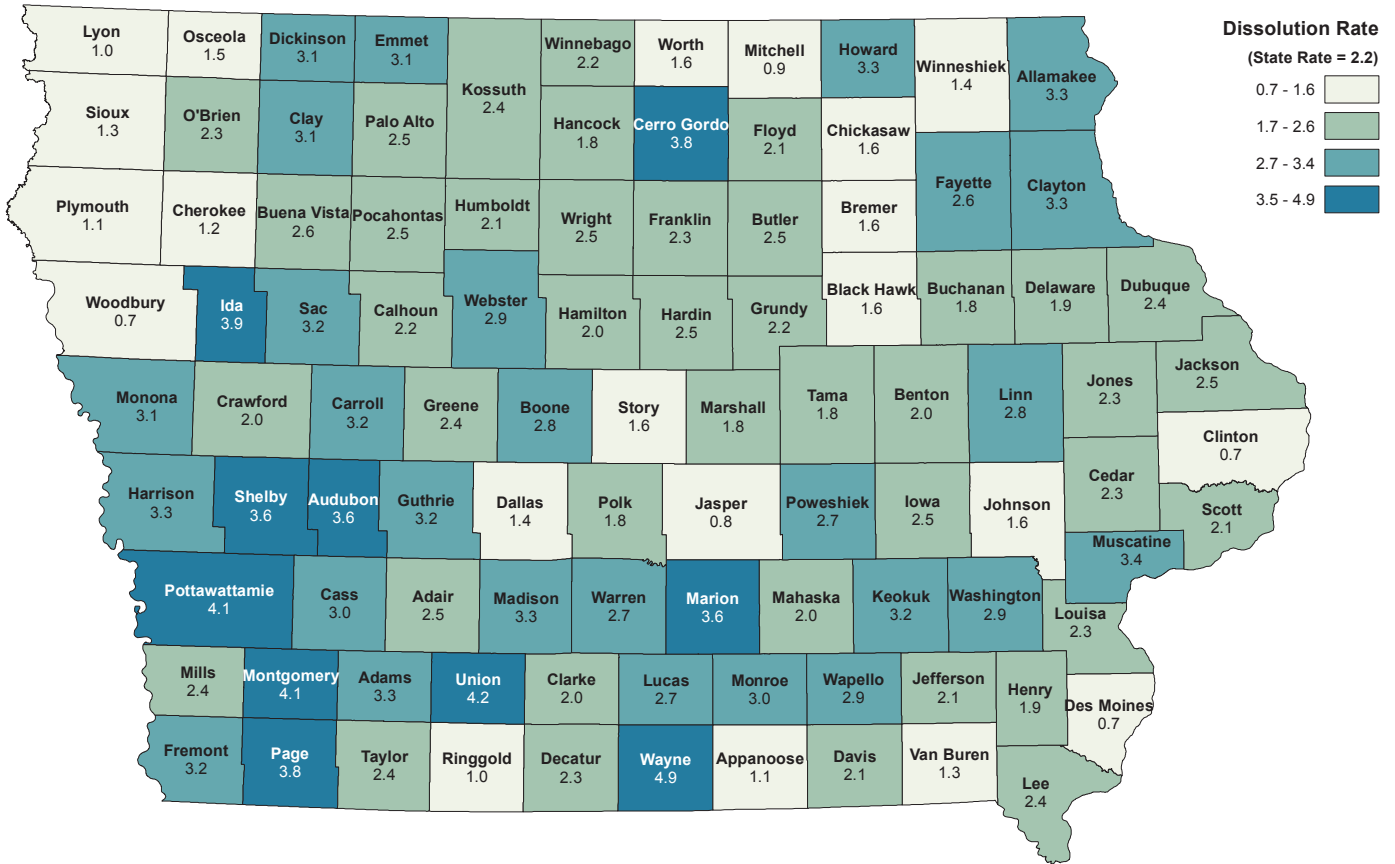 Dissolution Rate
(State Rate = 2.2)
0.7 - 1.6
1.7 - 2.6
2.7 - 3.4
3.5 - 4.9
Lyon
1.0
Osceola
1.5
Dickinson
3.1
Emmet
3.1
Kossuth
2.4
Winnebago
2.2
Worth
1.6
Mitchell
0.9
Howard
3.3
Winneshiek
1.4
Allamakee
3.3
Sioux
1.3
O'Brien
2.3
Clay
3.1
Palo Alto
2.5
Hancock
1.8
Cerro Gordo
3.8
Floyd
2.1
Chickasaw
1.6
Plymouth
1.1
Cherokee
1.2
Buena Vista
2.6
Pocahontas
2.5
Humboldt
2.1
Wright
2.5
Franklin
2.3
Butler
2.5
Bremer
1.6
Fayette
2.6
Clayton
3.3
Woodbury
0.7
Ida
3.9
Sac
3.2
Calhoun
2.2
Webster
2.9
Hamilton
2.0
Hardin
2.5
Grundy
2.2
Black Hawk
1.6
Buchanan
1.8
Delaware
1.9
Dubuque
2.4
Monona
3.1
Crawford
2.0
Carroll
3.2
Greene
2.4
Boone
2.8
Story
1.6
Marshall
1.8
Tama
1.8
Benton
2.0
Linn
2.8
Jones
2.3
Jackson
2.5
Clinton
0.7
Harrison
3.3
Shelby
3.6
Audubon
3.6
Guthrie
3.2
Dallas
1.4
Polk
1.8
Jasper
0.8
Poweshiek
2.7
Iowa
2.5
Johnson
1.6
Cedar
2.3
Scott
2.1
Muscatine
3.4
Pottawattamie
4.1
Cass
3.0
Adair
2.5
Madison
3.3
Warren
2.7
Marion
3.6
Mahaska
2.0
Keokuk
3.2
Washington
2.9
Louisa
2.3
Mills
2.4
Montgomery
4.1
Adams
3.3
Union
4.2
Clarke
2.0
Lucas
2.7
Monroe
3.0
Wapello
2.9
Jefferson
2.1
Henry
1.9
Des Moines
0.7
Fremont
3.2
Page
3.8
Taylor
2.4
Ringgold
1.0
Decatur
2.3
Wayne
4.9
Appanoose
1.1
Davis
2.1
Van Buren
1.3
Lee
2.4